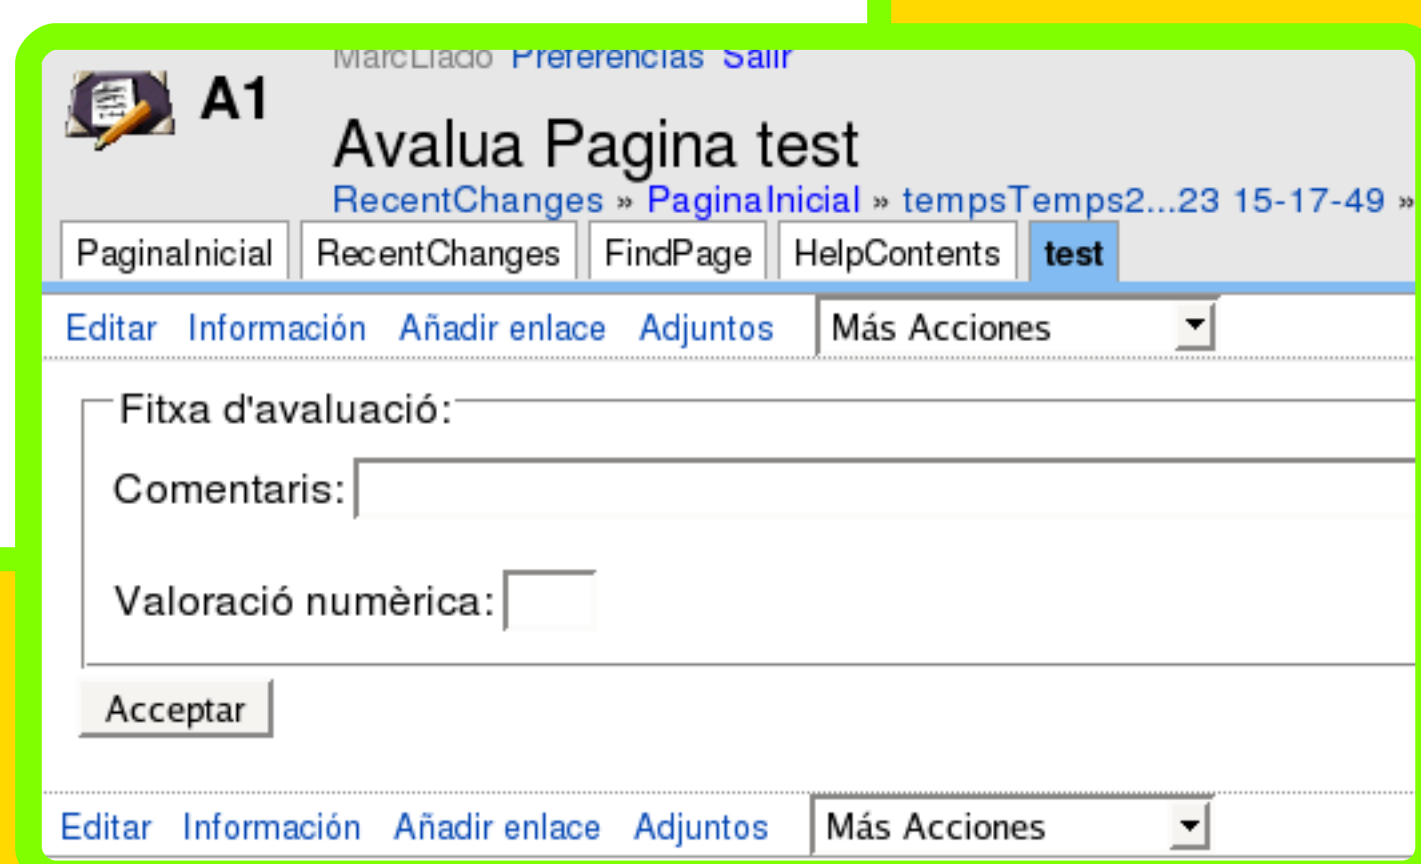 MarcLlado Preferencias Salir
A1
Avalua Pagina test
RecentChanges » PaginaInicial » tempsTemps2...23 15-17-49 »
PaginaInicial RecentChanges FindPage HelpContents test
Editar Información Añadir enlace Adjuntos Más Acciones
Fitxa d'avaluació:
Comentaris:
Valoració numèrica:
Acceptar
Editar Información Añadir enlace Adjuntos Más Acciones